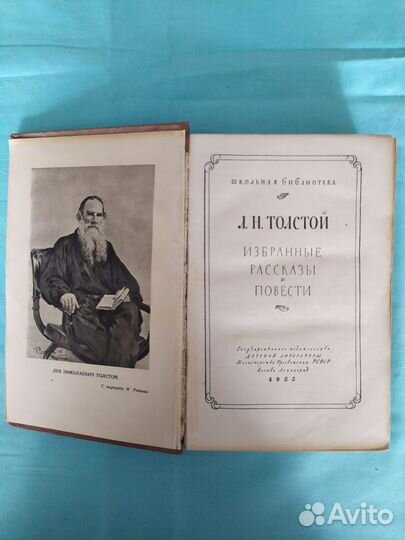 ЛЕВ НИКОЛАЕВИЧ ТОЛСТОЙ
С портрета И. Репина
ШКОЛЬНАЯ БИБЛИОТЕКА
Л. Н. ТОЛСТОЙ
ИЗБРАННЫЕ
РАССКАЗЫ
И
ПОВЕСТИ
Государственное издательство
ДЕТСКОЙ ЛИТЕРАТУРЫ
Министерства Просвещения РСФСР
Москва Ленинград
1953
Avito